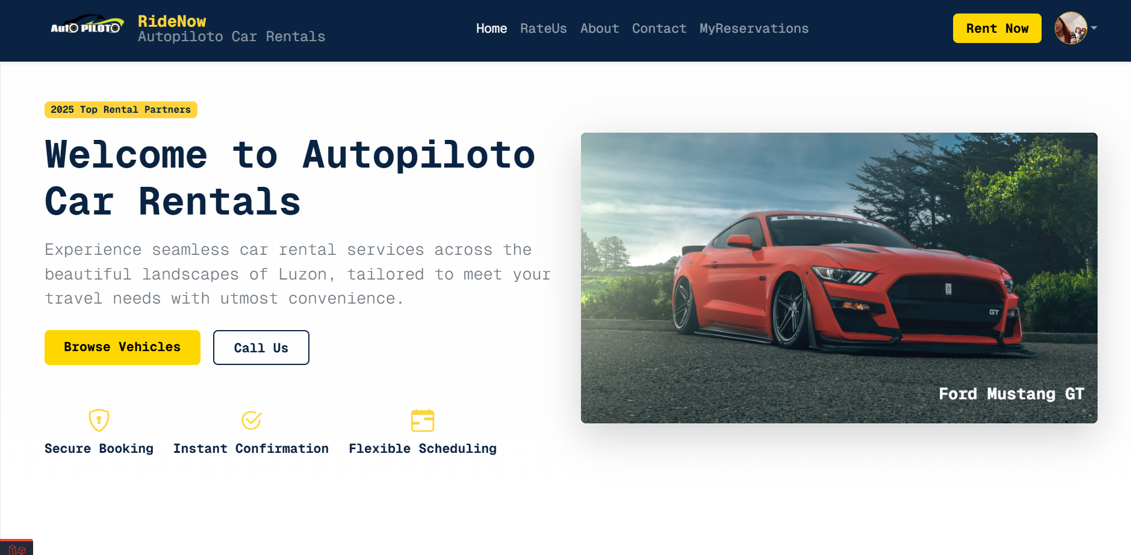 AutO PILOTO
RideNow
Autopiloto Car Rentals
Home RateUs About Contact MyReservations
Rent Now
2025 Top Rental Partners
Welcome to Autopiloto
Car Rentals
Experience seamless car rental services across the
beautiful landscapes of Luzon, tailored to meet your
travel needs with utmost convenience.
Browse Vehicles
Call Us
Secure Booking
Instant Confirmation
Flexible Scheduling
GT
Ford Mustang GT